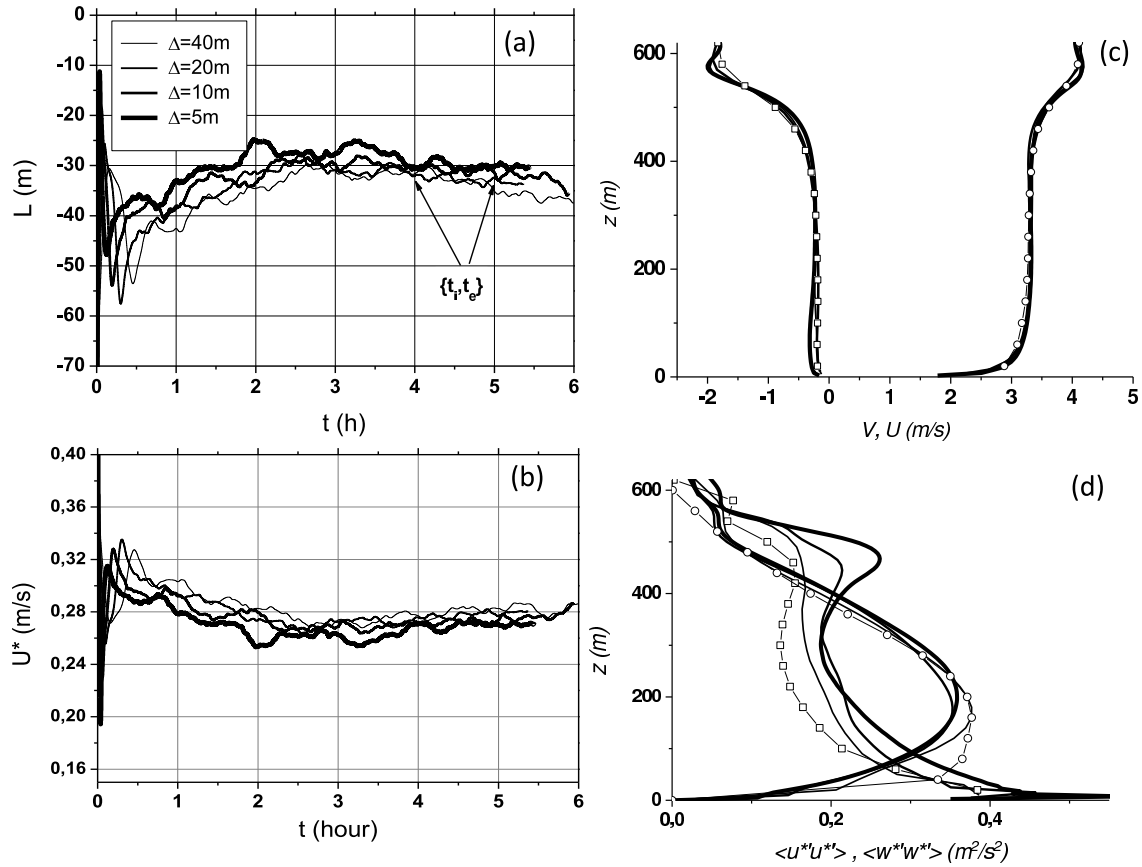 (a)
Δ=40m
Δ=20m
Δ=10m
Δ=5m
0
-10
-20
-30
-40
-50
-60
-70
L (m)
{t_i,t_e}
0 1 2 3 4 5 6
t (h)
(b)
0,40
0,36
0,32
0,28
0,24
0,20
0,16
U* (m/s)
0 1 2 3 4 5 6
t (hour)
(c)
600
400
200
0
z (m)
-2 -1 0 1 2 3 4 5
V, U (m/s)
(d)
600
400
200
0
z (m)
0,0 0,2 0,4
<u*'u*'> , <w*'w*'> (m²/s²)